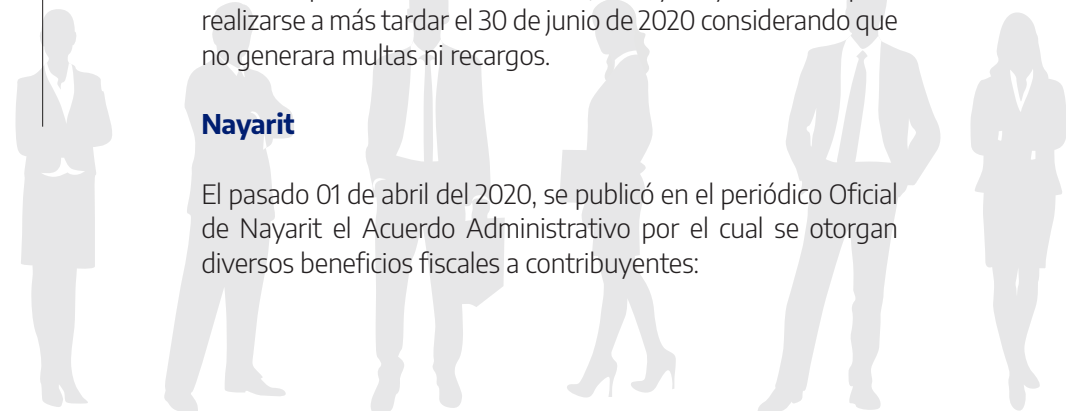 realizarse a más tardar el 30 de junio de 2020 considerando que
no generara multas ni recargos.
Nayarit
El pasado 01 de abril del 2020, se publicó en el periódico Oficial
de Nayarit el Acuerdo Administrativo por el cual se otorgan
diversos beneficios fiscales a contribuyentes: